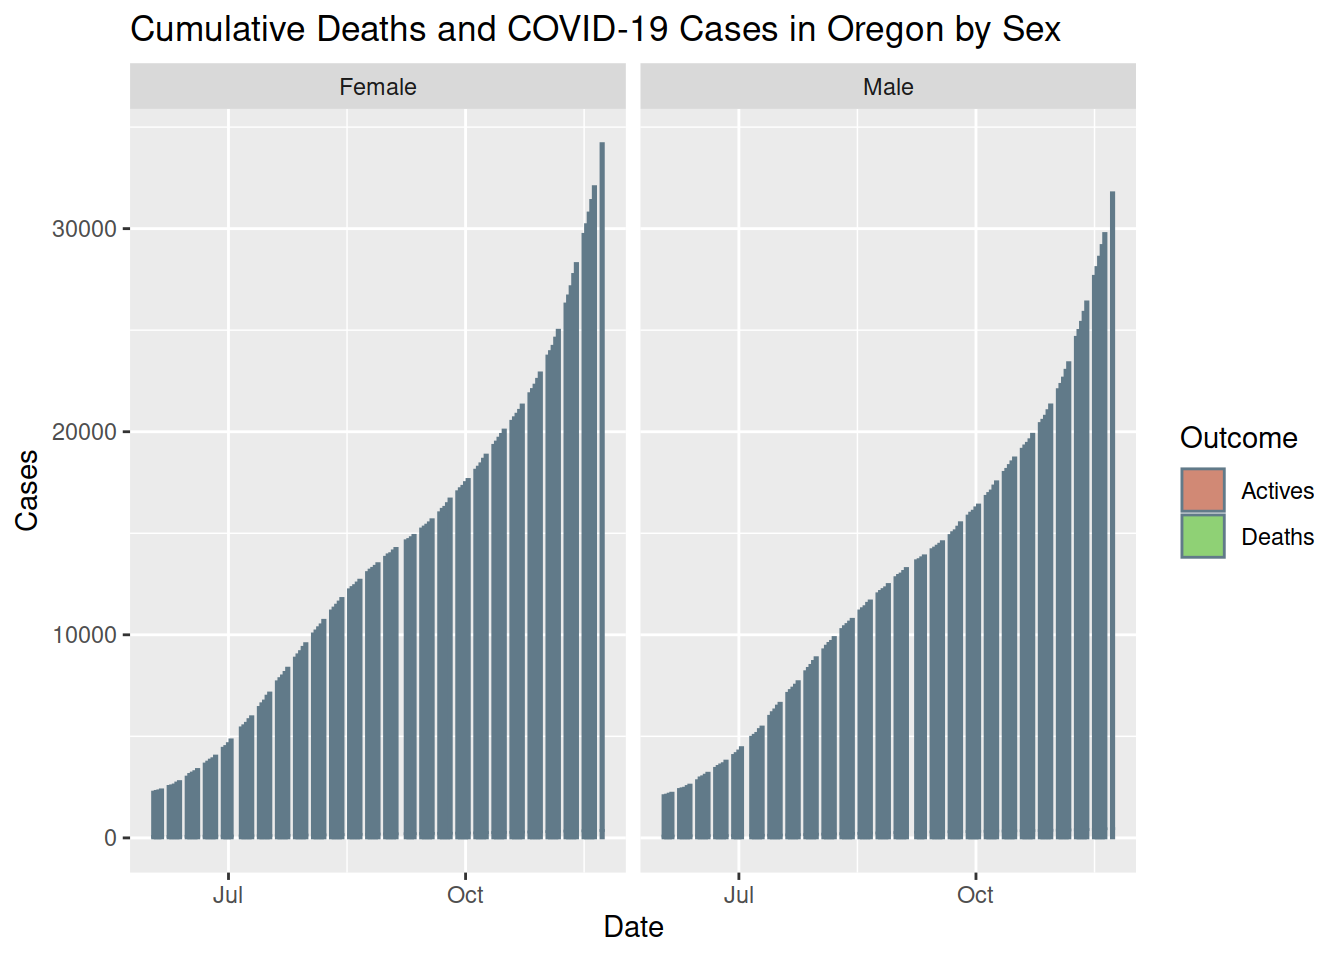 Cumulative Deaths and COVID-19 Cases in Oregon by Sex
Female
Male
30000
20000
10000
0
Cases
Jul
Oct
Jul
Oct
Date
Outcome
Actives
Deaths